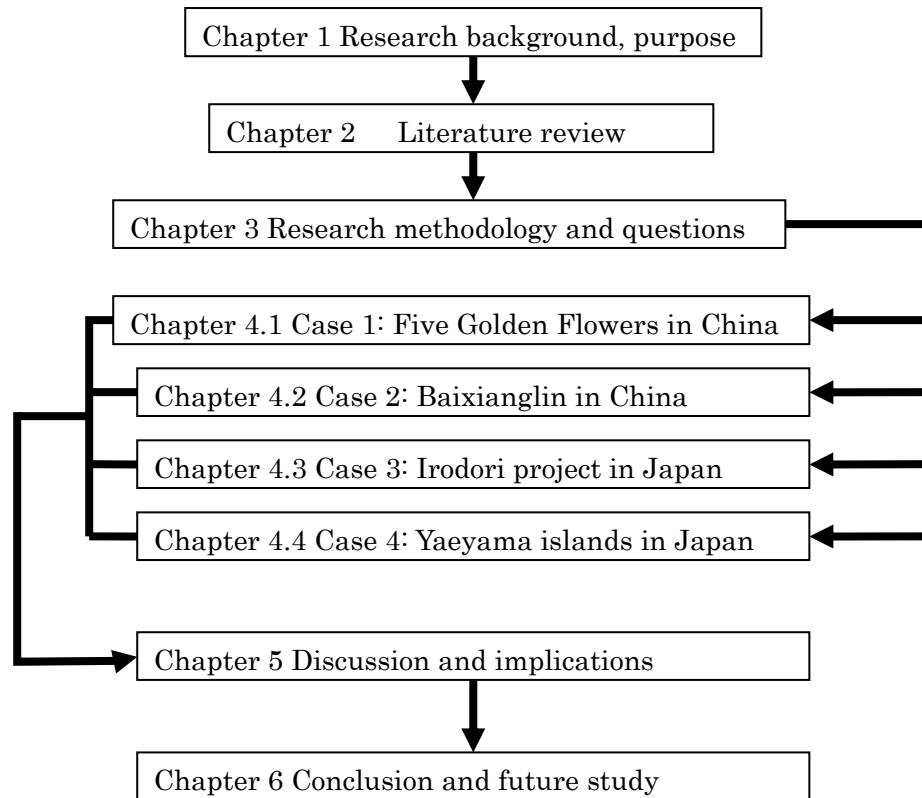 Chapter 1 Research background, purpose
Chapter 2 Literature review
Chapter 3 Research methodology and questions
Chapter 4.1 Case 1: Five Golden Flowers in China
Chapter 4.2 Case 2: Baixianglin in China
Chapter 4.3 Case 3: Irodori project in Japan
Chapter 4.4 Case 4: Yaeyama islands in Japan
Chapter 5 Discussion and implications
Chapter 6 Conclusion and future study